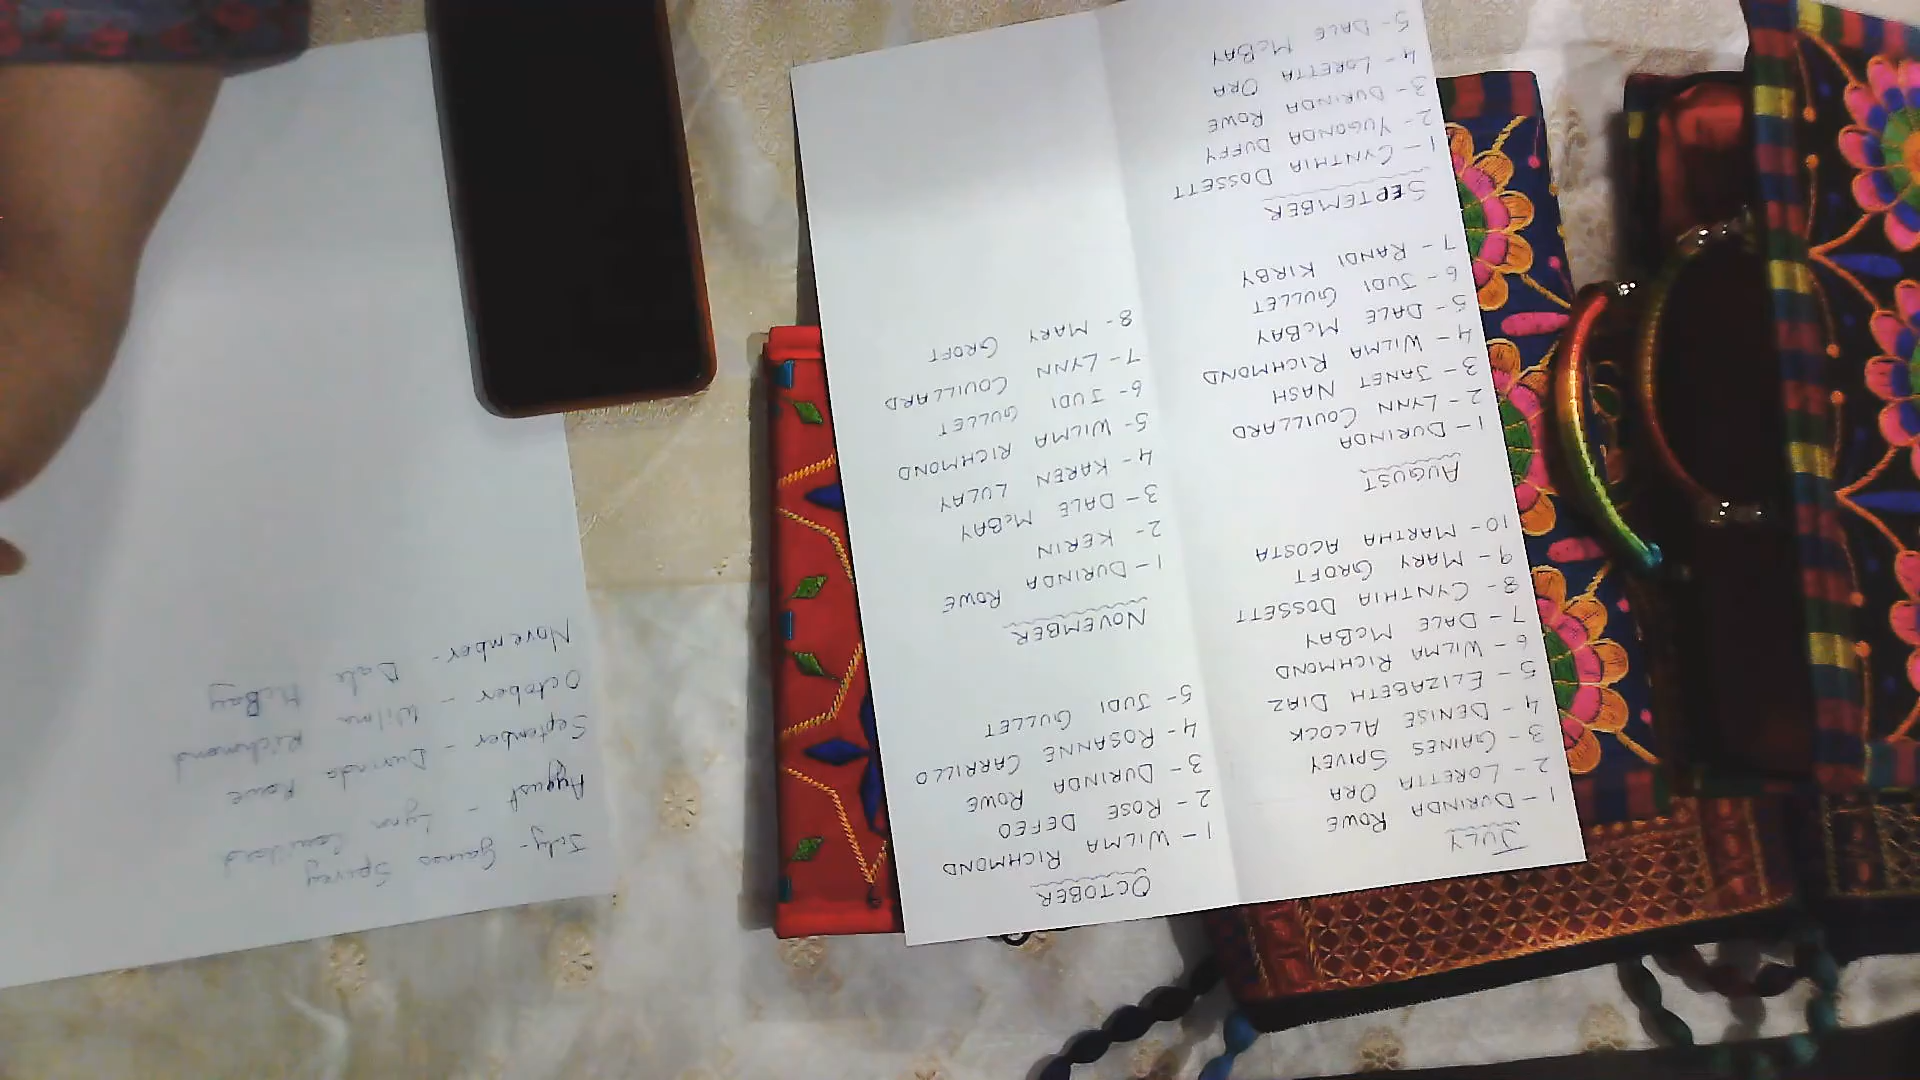 JULY
1 - DURINDA ROWE
2 - LORETTA ORA
3 - GAINES SPIVEY
4 - DENISE ALCOCK
5 - ELIZABETH DIAZ
6 - WILMA RICHMOND
7 - DALE McBAY
8 - CYNTHIA DOSSETT
9 - MARY GROFT
10 - MARTHA ACOSTA
AUGUST
1 - DURINDA
2 - LYNN COUILLARD
3 - JANET NASH
4 - WILMA RICHMOND
5 - DALE McBAY
6 - JUDI GULLET
7 - RANDI KIRBY
SEPTEMBER
1 - CYNTHIA DOSSETT
2 - YUGONDA DUFFY
3 - DURINDA ROWE
4 - LORETTA ORA
5 - DALE McBAY
OCTOBER
1 - WILMA RICHMOND
2 - ROSE DEFEO
3 - DURINDA ROWE
4 - ROSANNE CARRILLO
5 - JUDI GULLET
NOVEMBER
1 - DURINDA ROWE
2 - KERIN
3 - DALE McBAY
4 - KAREN LULAY
5 - WILMA RICHMOND
6 - JUDI GULLET
7 - LYNN COUILLARD
8 - MARY GROFT
July - Gaines Spivey
August - Lynn Couillard
September - Durinda Rowe
October - Wilma Richmond
November - Dale McBay